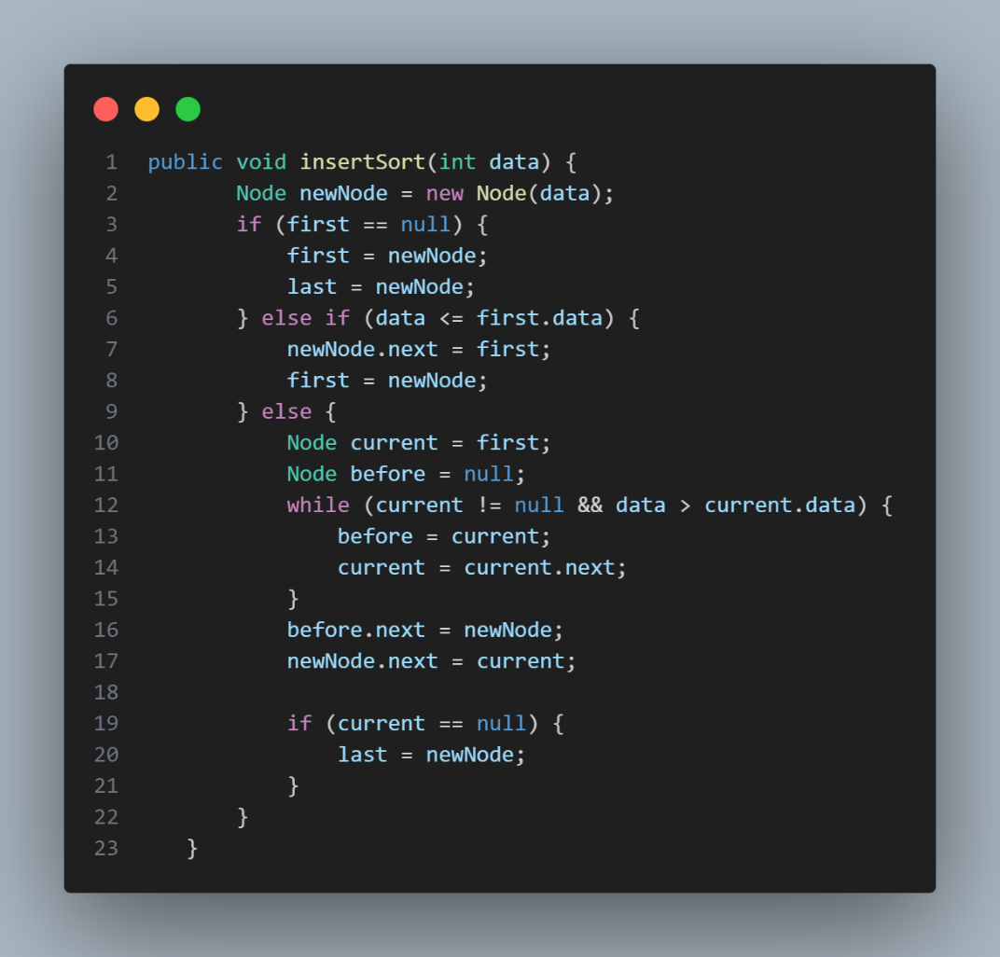 1 public void insertSort(int data) {
2 Node newNode = new Node(data);
3 if (first == null) {
4 first = newNode;
5 last = newNode;
6 } else if (data <= first.data) {
7 newNode.next = first;
8 first = newNode;
9 } else {
10 Node current = first;
11 Node before = null;
12 while (current != null && data > current.data) {
13 before = current;
14 current = current.next;
15 }
16 before.next = newNode;
17 newNode.next = current;
18
19 if (current == null) {
20 last = newNode;
21 }
22 }
23 }